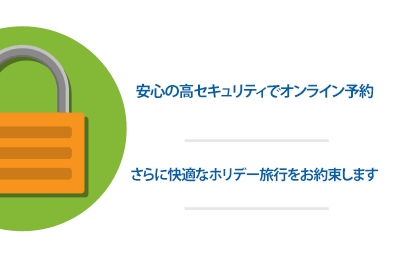 安心の高セキュリティでオンライン予約
さらに快適なホリデー旅行をお約束します